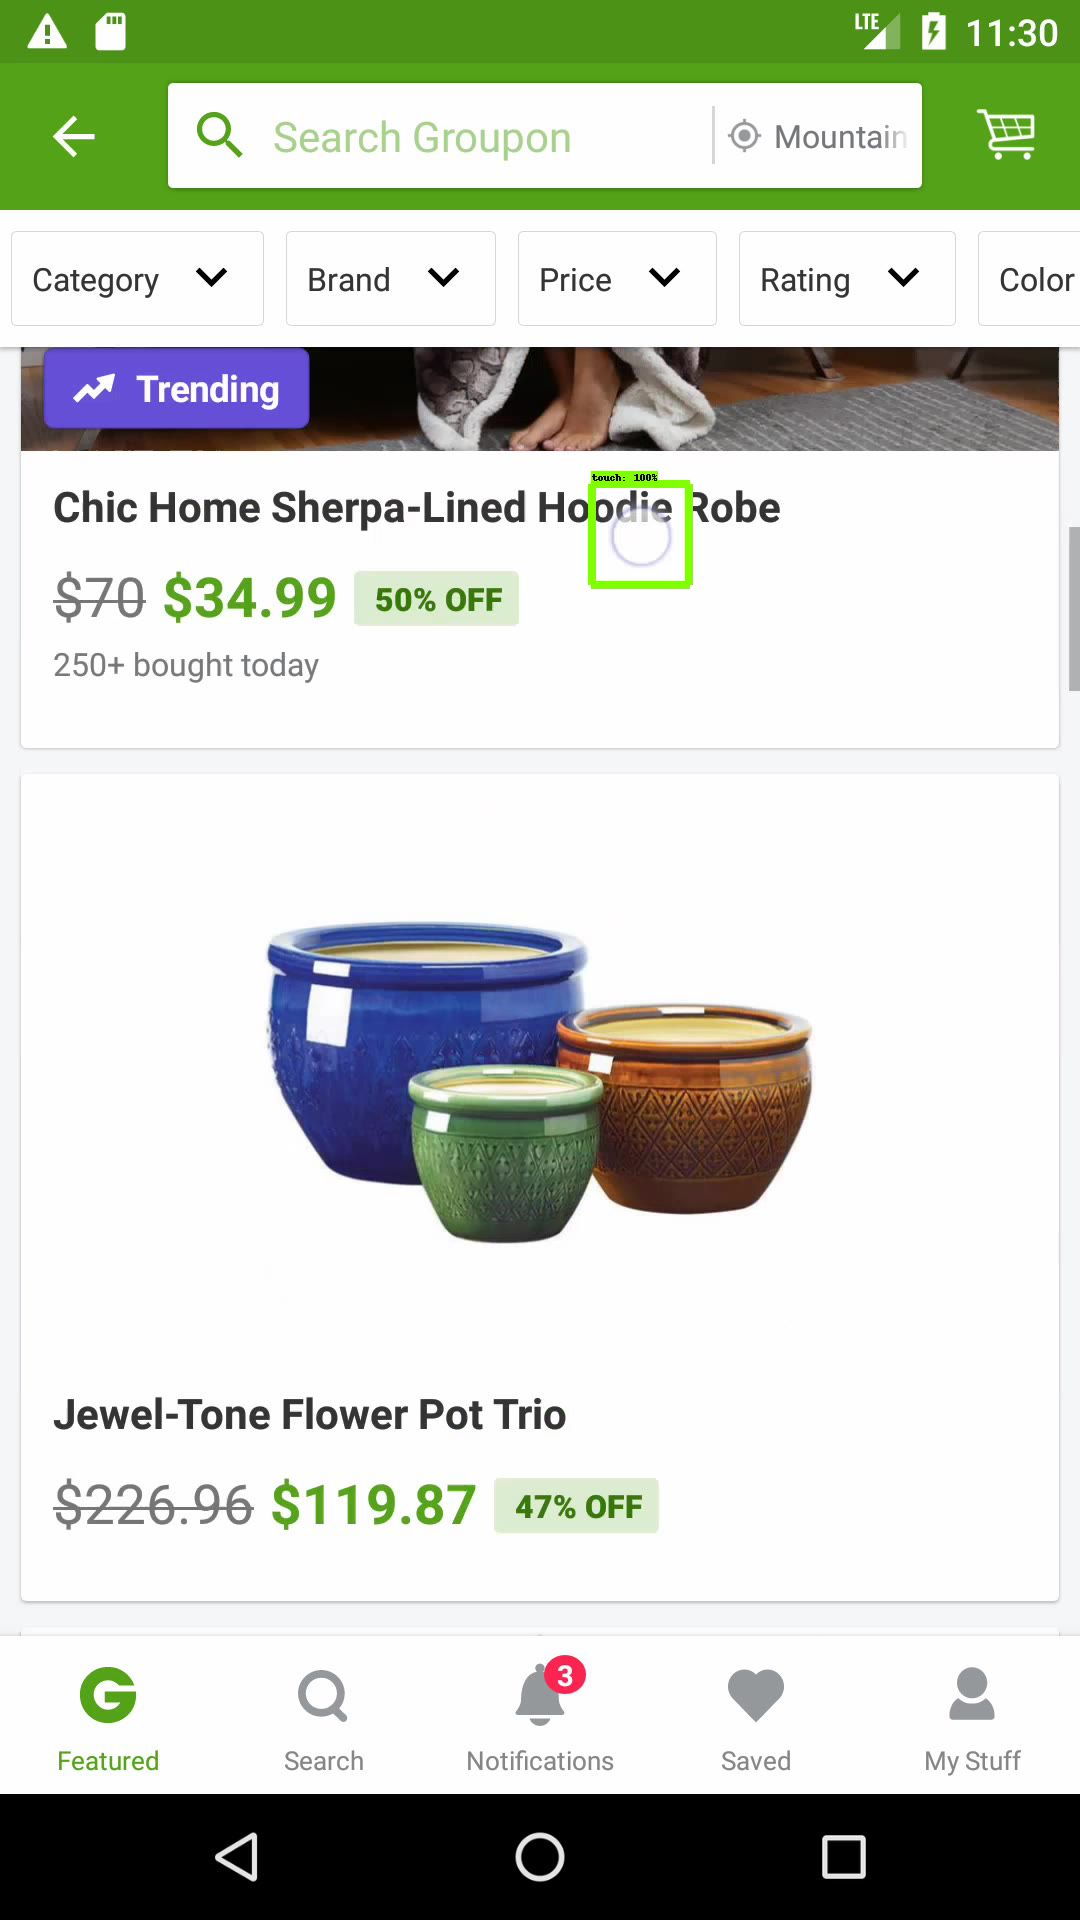 LTE 11:30
Search Groupon Mountain
Category Brand Price Rating Color
Trending
touch: 100%
Chic Home Sherpa-Lined Hoodie Robe
$70 $34.99 50% OFF
250+ bought today
Jewel-Tone Flower Pot Trio
$226.96 $119.87 47% OFF
3
G
Featured Search Notifications Saved My Stuff